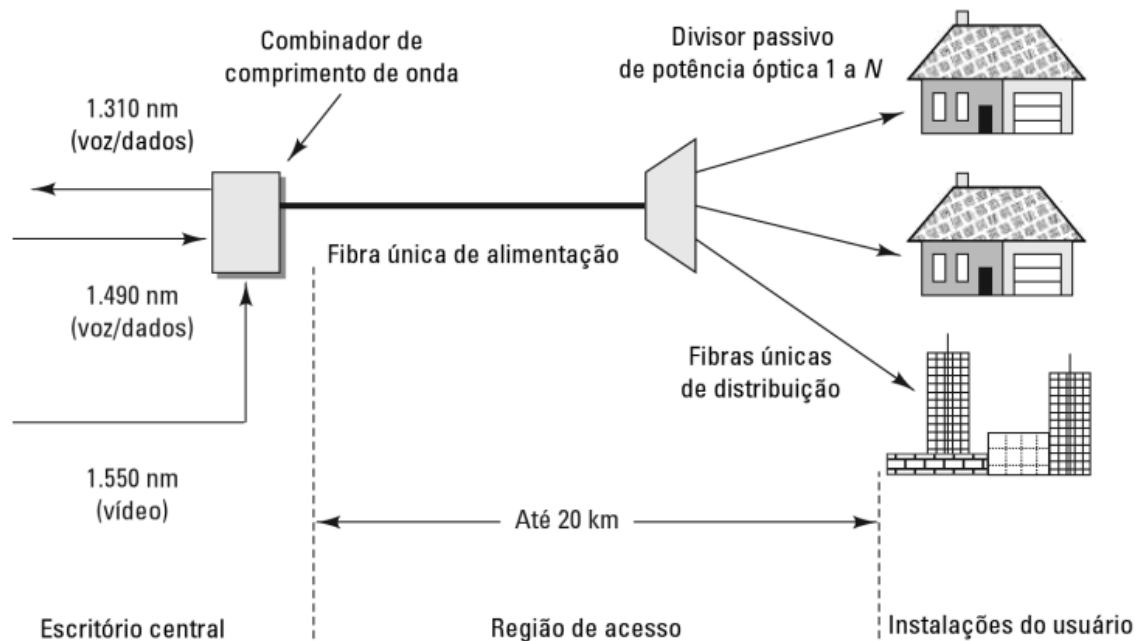 Combinador de
comprimento de onda
Divisor passivo
de potência óptica 1 a N
1.310 nm
(voz/dados)
Fibra única de alimentação
1.490 nm
(voz/dados)
Fibras únicas
de distribuição
1.550 nm
(vídeo)
Até 20 km
Escritório central
Região de acesso
Instalações do usuário